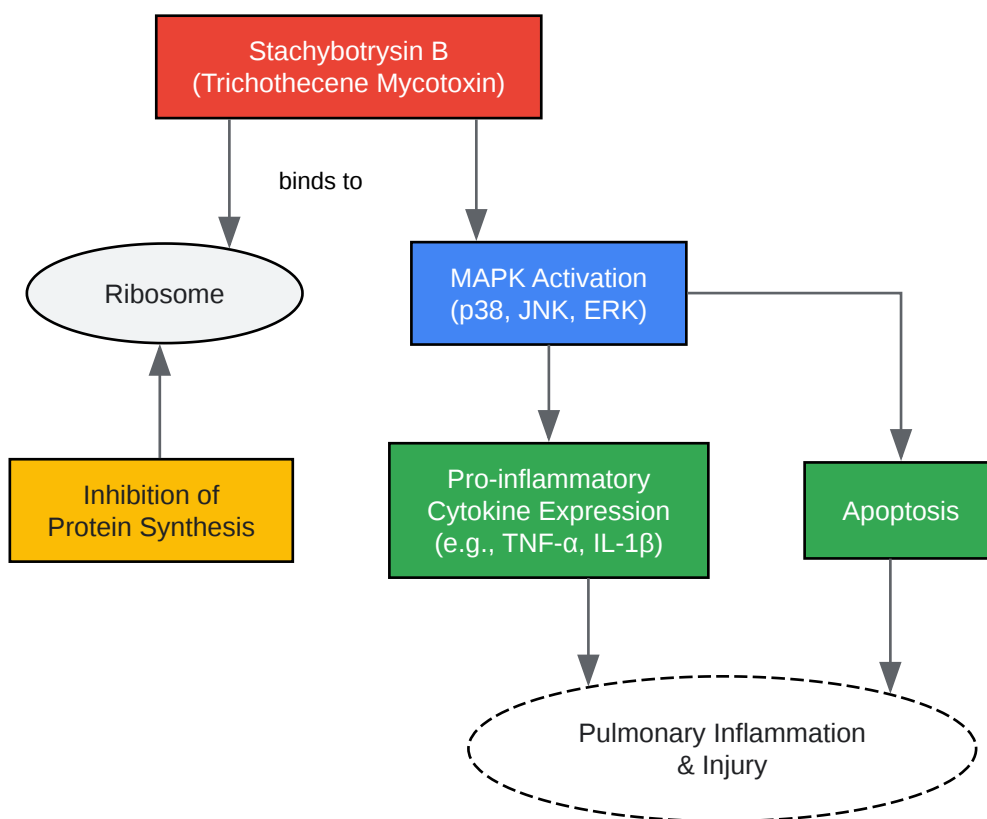 Stachybotrysin B
(Trichothecene Mycotoxin)
binds to
Ribosome
MAPK Activation
(p38, JNK, ERK)
Inhibition of
Protein Synthesis
Pro-inflammatory
Cytokine Expression
(e.g., TNF-α, IL-1β)
Apoptosis
Pulmonary Inflammation
& Injury